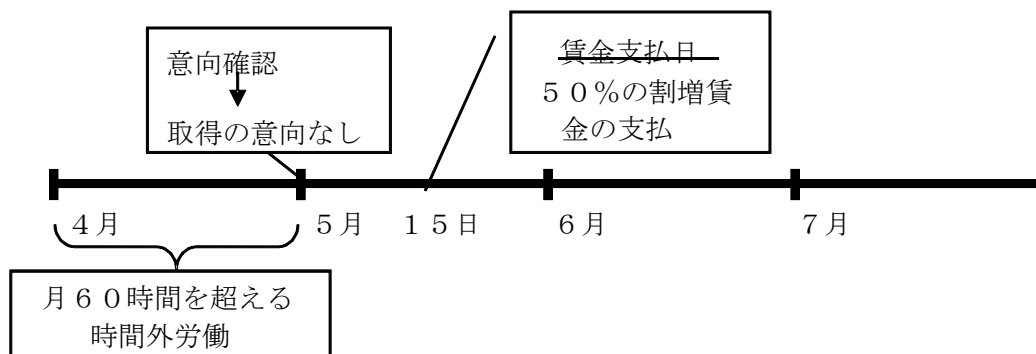 意向確認
取得の意向なし
賃金支払日
５０％の割増賃
金の支払
４月
５月
１５日
６月
７月
月６０時間を超える
時間外労働